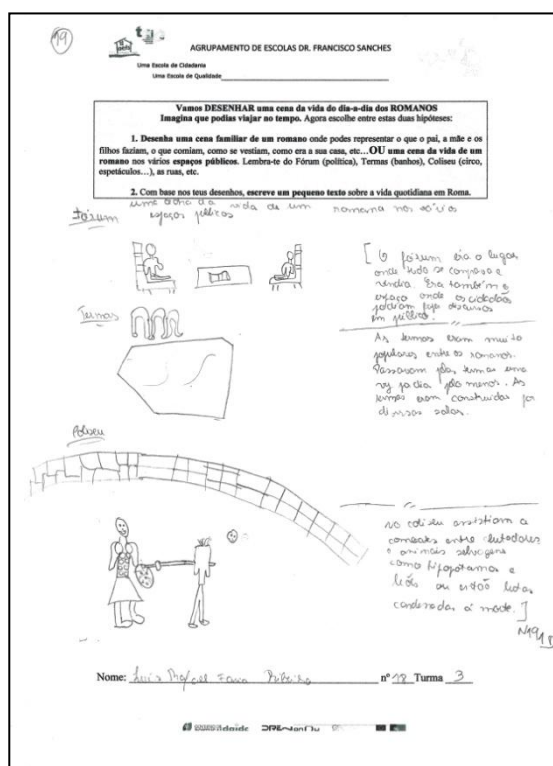 19
AGRUPAMENTO DE ESCOLAS DR. FRANCISCO SANCHES
Uma Escola de Cidadania
Uma Escola de Qualidade
Vamos DESENHAR uma cena da vida do dia-a-dia dos ROMANOS
Imagina que podias viajar no tempo. Agora escolhe entre estas duas hipóteses:
1. Desenha uma cena familiar de um romano onde podes representar o que o pai, a mãe e os
filhos faziam, o que comiam, como se vestiam, como era a sua casa, etc...OU uma cena da vida de um
romano nos vários espaços públicos. Lembra-te do Fórum (política), Termas (banhos), Coliseu (circo,
espetáculos...), as ruas, etc.
2. Com base nos teus desenhos, escreve um pequeno texto sobre a vida quotidiana em Roma.
uma cena da vida de um romano nos vários
espaços públicos
Fórum
[ O fórum era o lugar
onde tudo se comprava e
vendia. Era também o
espaço onde os cidadãos
podiam fazer discursos
em público.
Termas
As termas eram muito
populares entre os romanos.
Passavam pelas termas uma
vez por dia pelo menos. As
termas eram construídas por
diversas salas.
Coliseu
No coliseu assistiam a
combates entre lutadores
e animais selvagens
como hipopotamos e
leões ou então lutas
condenadas á morte. ]
N19
Nome: Luís Rafael Faria Ribeiro nº 18 Turma 3